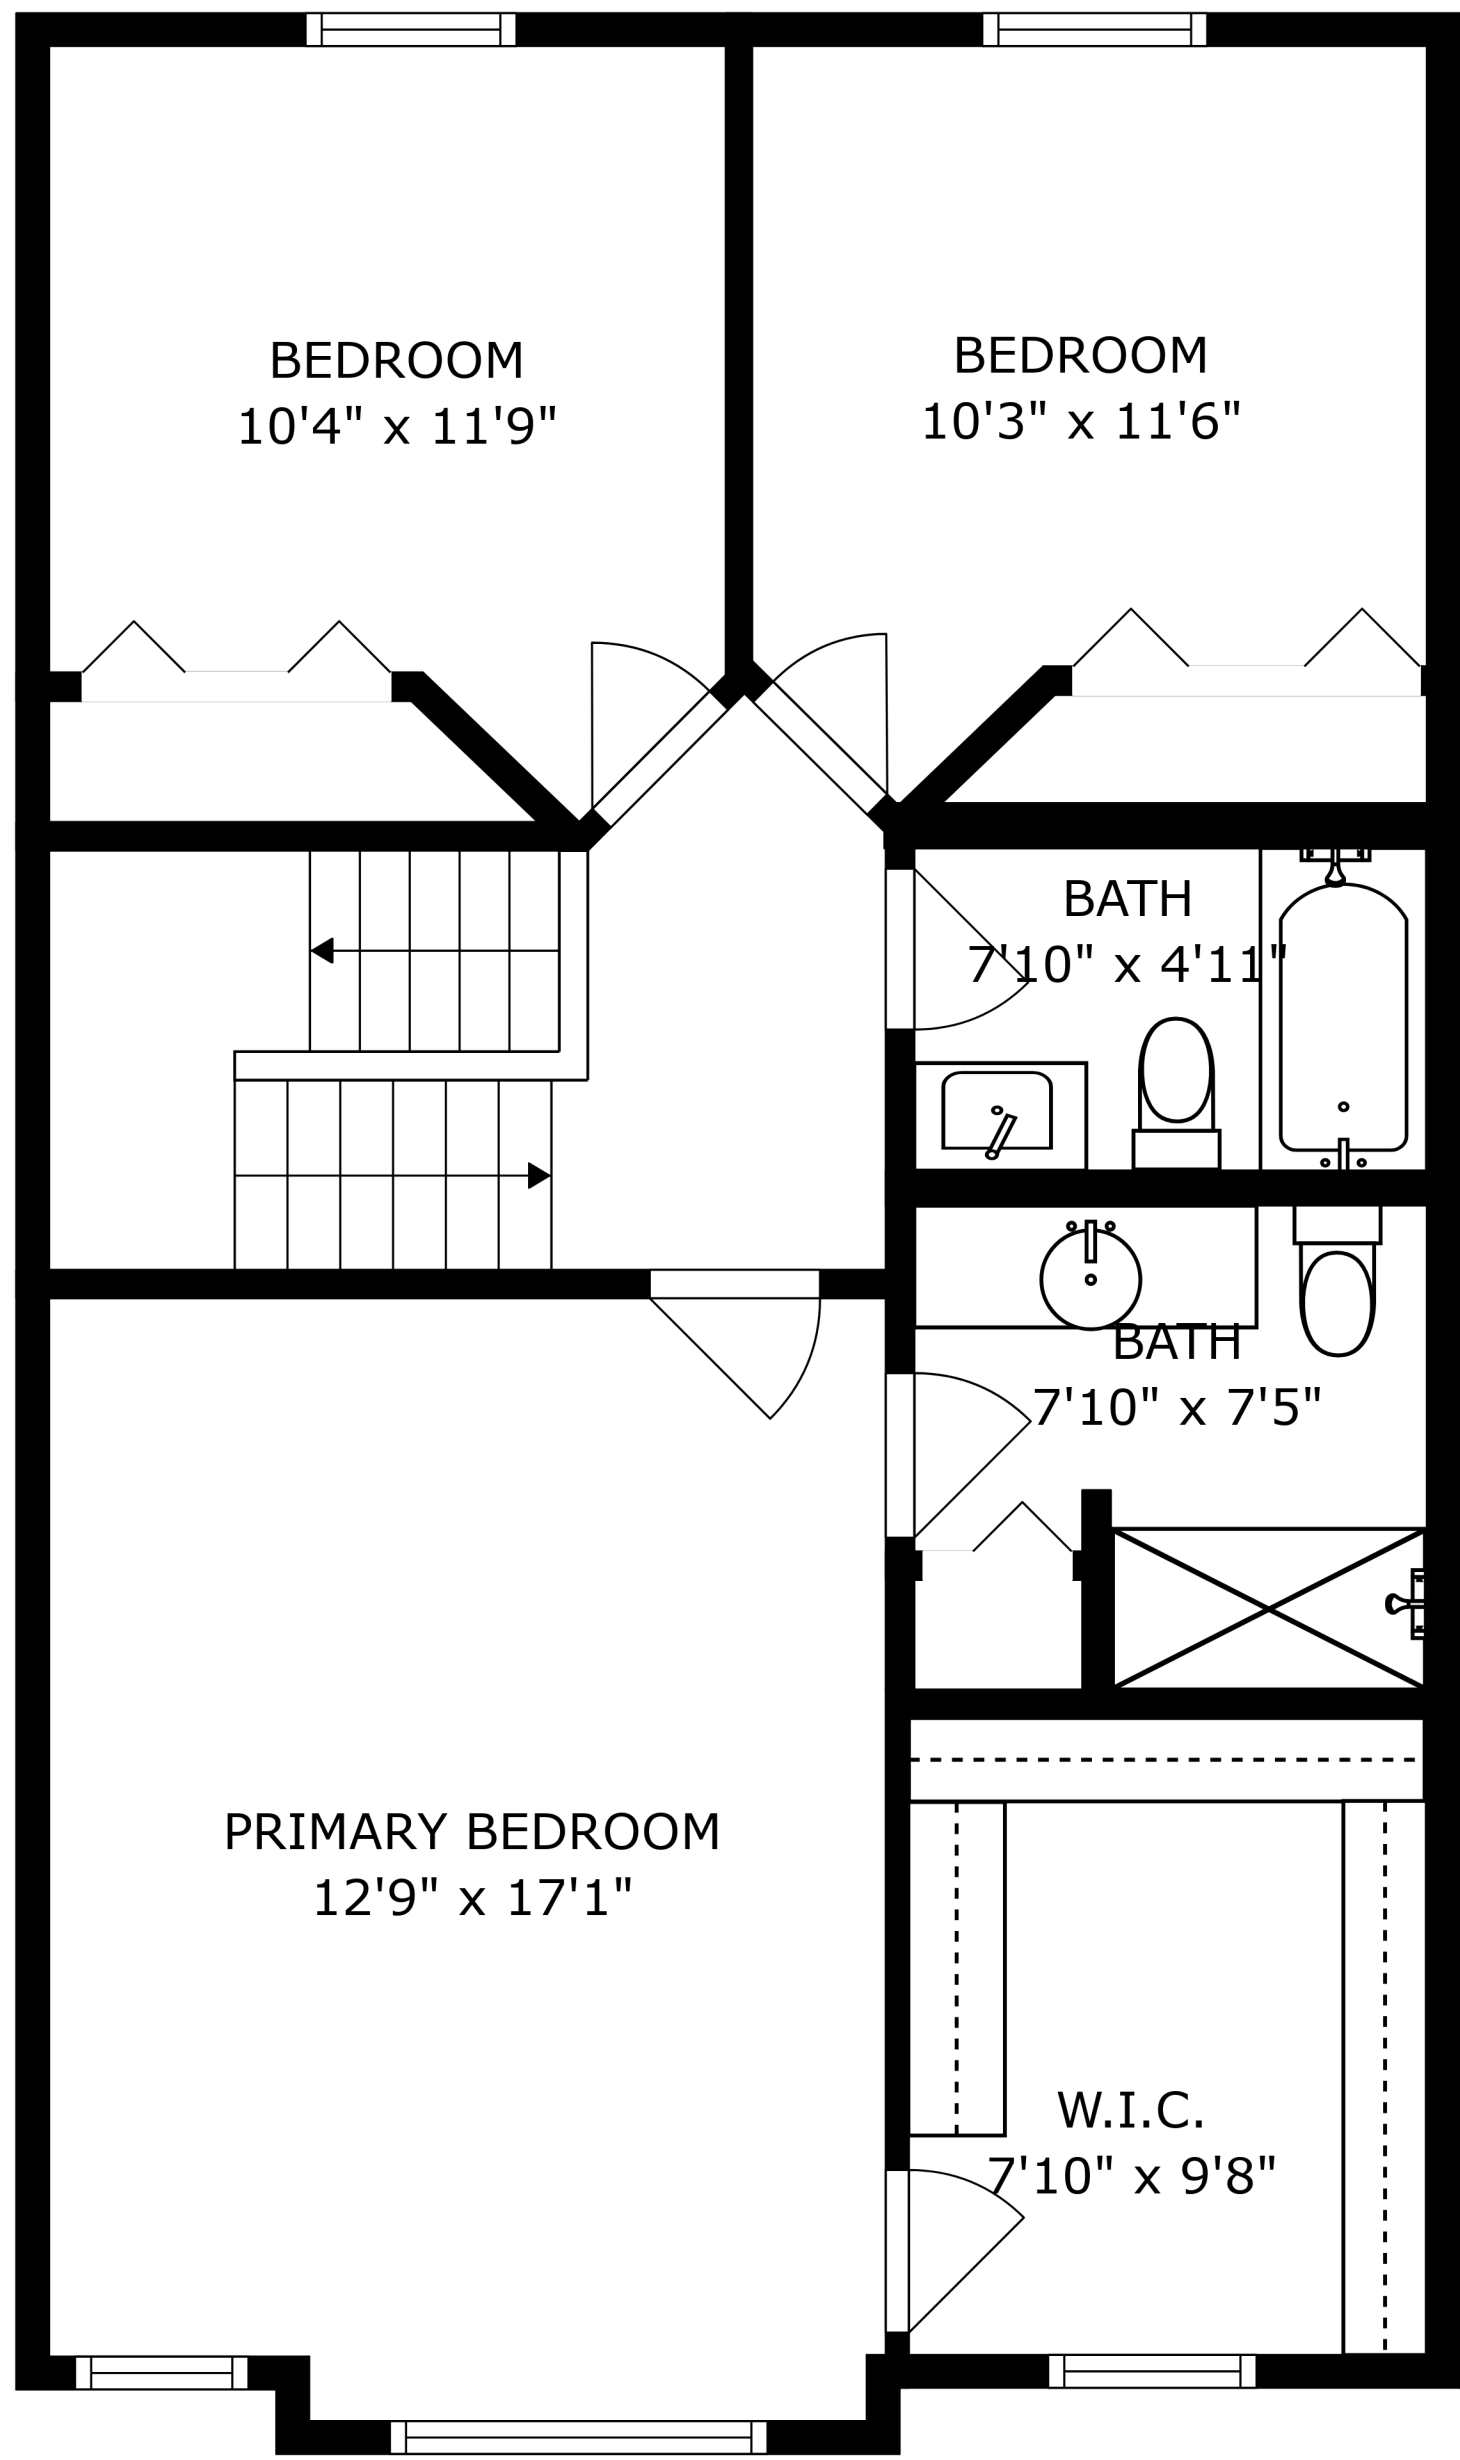 BEDROOM
10'4" x 11'9"
BEDROOM
10'3" x 11'6"
BATH
7'10" x 4'11"
BATH
7'10" x 7'5"
PRIMARY BEDROOM
12'9" x 17'1"
W.I.C.
7'10" x 9'8"